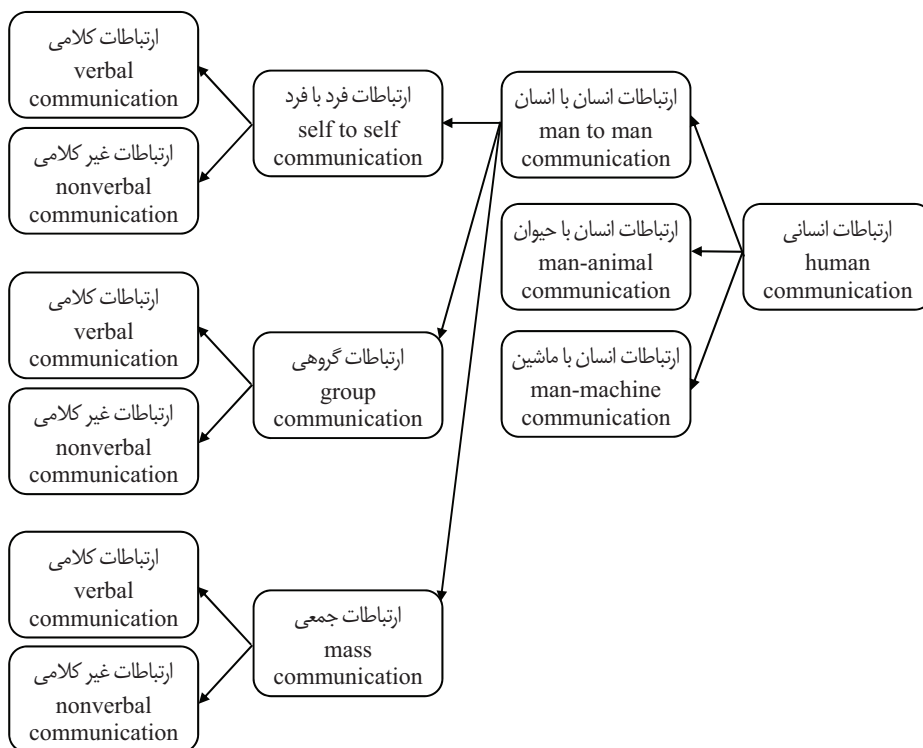 ارتباطات انسانی
human
communication
ارتباطات انسان با انسان
man to man
communication
ارتباطات انسان با حیوان
man-animal
communication
ارتباطات انسان با ماشین
man-machine
communication
ارتباطات فرد با فرد
self to self
communication
ارتباطات گروهی
group
communication
ارتباطات جمعی
mass
communication
ارتباطات کلامی
verbal
communication
ارتباطات غیر کلامی
nonverbal
communication
ارتباطات کلامی
verbal
communication
ارتباطات غیر کلامی
nonverbal
communication
ارتباطات کلامی
verbal
communication
ارتباطات غیر کلامی
nonverbal
communication